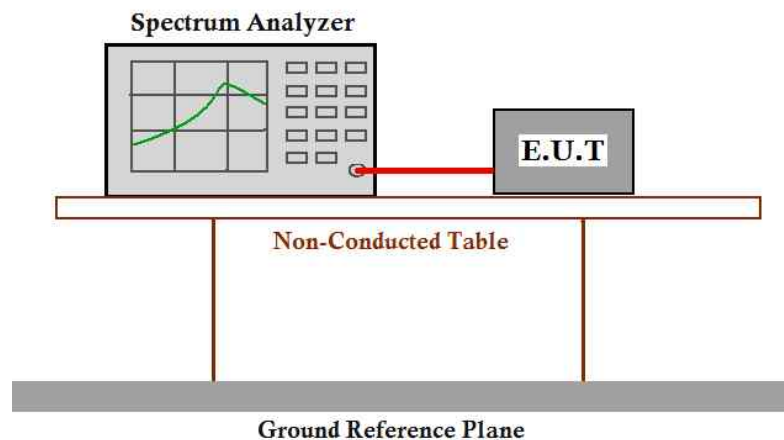 Spectrum Analyzer
E.U.T
Non-Conducted Table
Ground Reference Plane